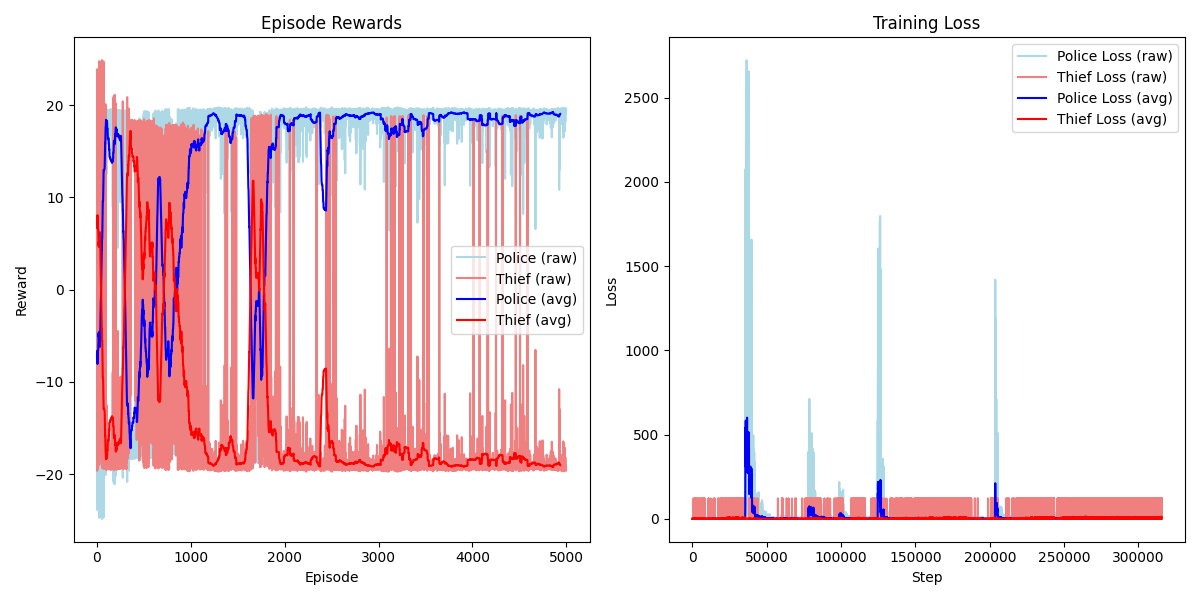 Episode Rewards
Reward
20
10
0
−10
−20
0
1000
2000
3000
4000
5000
Episode
Police (raw)
Thief (raw)
Police (avg)
Thief (avg)
Training Loss
Loss
2500
2000
1500
1000
500
0
0
50000
100000
150000
200000
250000
300000
Step
Police Loss (raw)
Thief Loss (raw)
Police Loss (avg)
Thief Loss (avg)